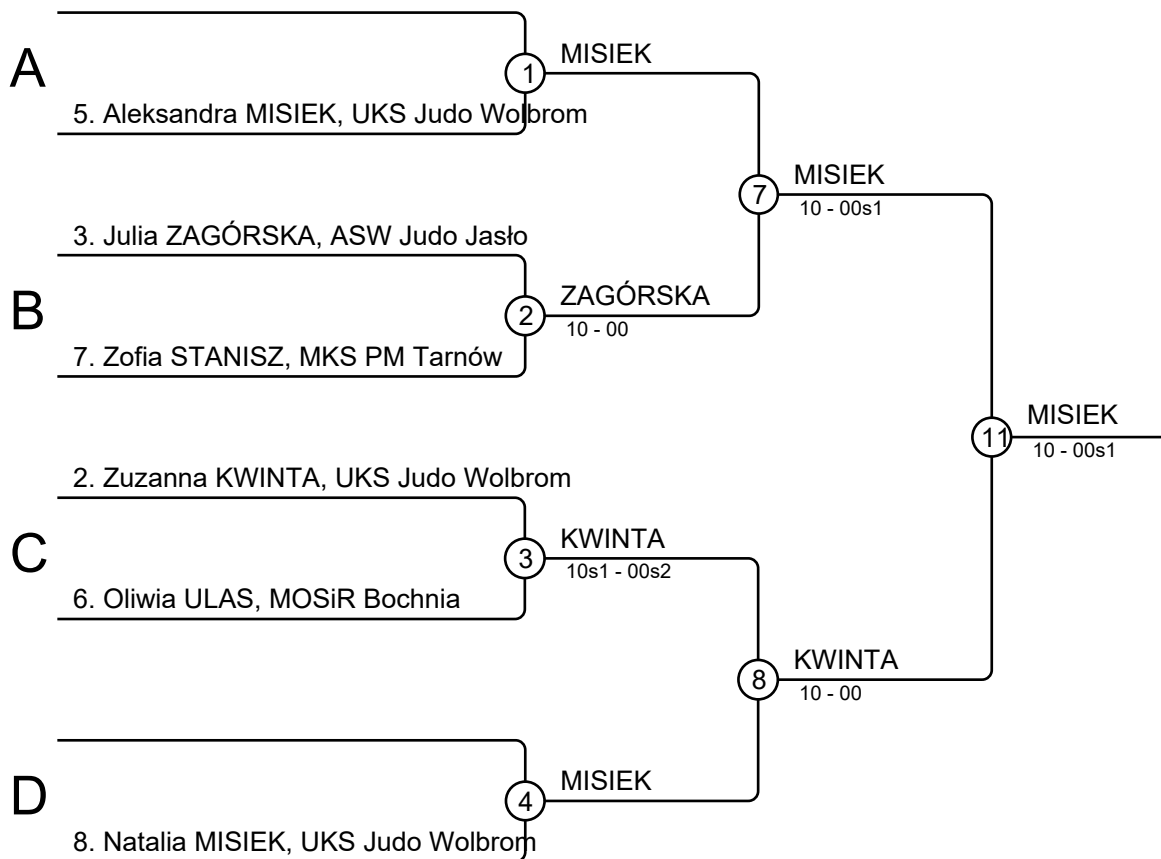 A
1
MISIEK
5. Aleksandra MISIEK, UKS Judo Wolbrom
7
MISIEK
10 - 00s1
3. Julia ZAGÓRSKA, ASW Judo Jasło
B
2
ZAGÓRSKA
10 - 00
7. Zofia STANISZ, MKS PM Tarnów
11
MISIEK
10 - 00s1
2. Zuzanna KWINTA, UKS Judo Wolbrom
C
3
KWINTA
10s1 - 00s2
6. Oliwia ULAS, MOSiR Bochnia
8
KWINTA
10 - 00
D
4
MISIEK
8. Natalia MISIEK, UKS Judo Wolbrom